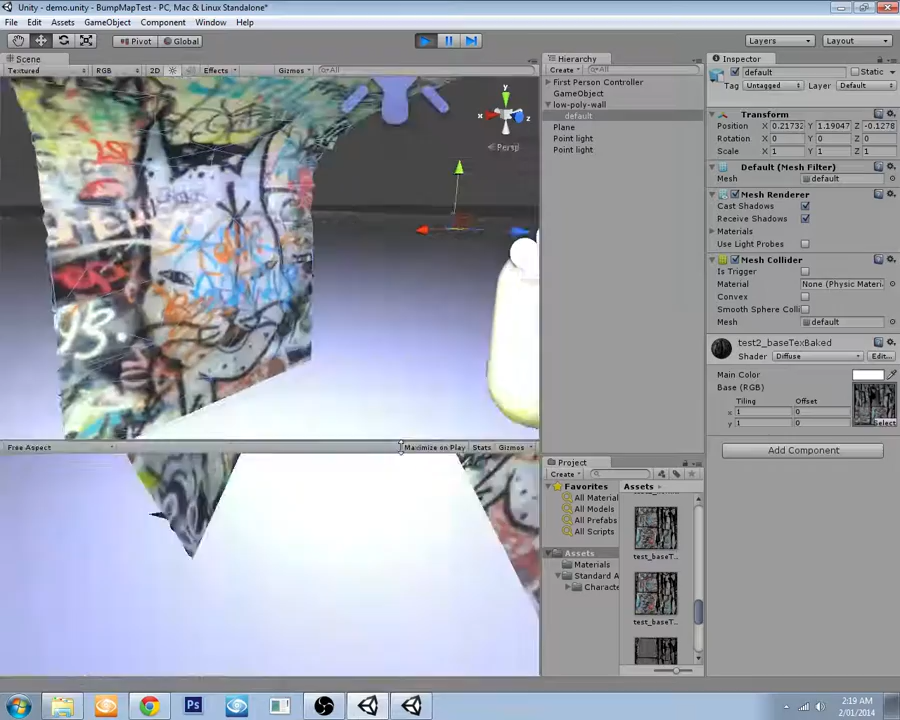 Unity - demo.unity - BumpMapTest - PC, Mac & Linux Standalone*
File Edit Assets GameObject Component Window Help
Pivot Global Layers Layout
Scene
Textured RGB 2D Effects Gizmos All
y
x
z
Persp
Free Aspect Maximize on Play Stats Gizmos
Hierarchy
Create All
First Person Controller
GameObject
low-poly-wall
default
Plane
Point light
Point light
Project
Create
Favorites
All Material
All Models
All Prefabs
All Scripts
Assets
Materials
Standard A
Characte
Assets
test_baseT...
test_baseT...
Inspector
default Static
Tag Untagged Layer Default
Transform
Position X 0.21732 Y 1.19047 Z -0.1278
Rotation X 0 Y 0 Z 0
Scale X 1 Y 1 Z 1
Default (Mesh Filter)
Mesh default
Mesh Renderer
Cast Shadows
Receive Shadows
Materials
Use Light Probes
Mesh Collider
Is Trigger
Material None (Physic Materi
Convex
Smooth Sphere Colli
Mesh default
test2_baseTexBaked
Shader Diffuse Edit...
Main Color
Base (RGB)
Tiling Offset
x 1 0
y 1 0
Select
Add Component
Ps
2:19 AM
2/01/2014